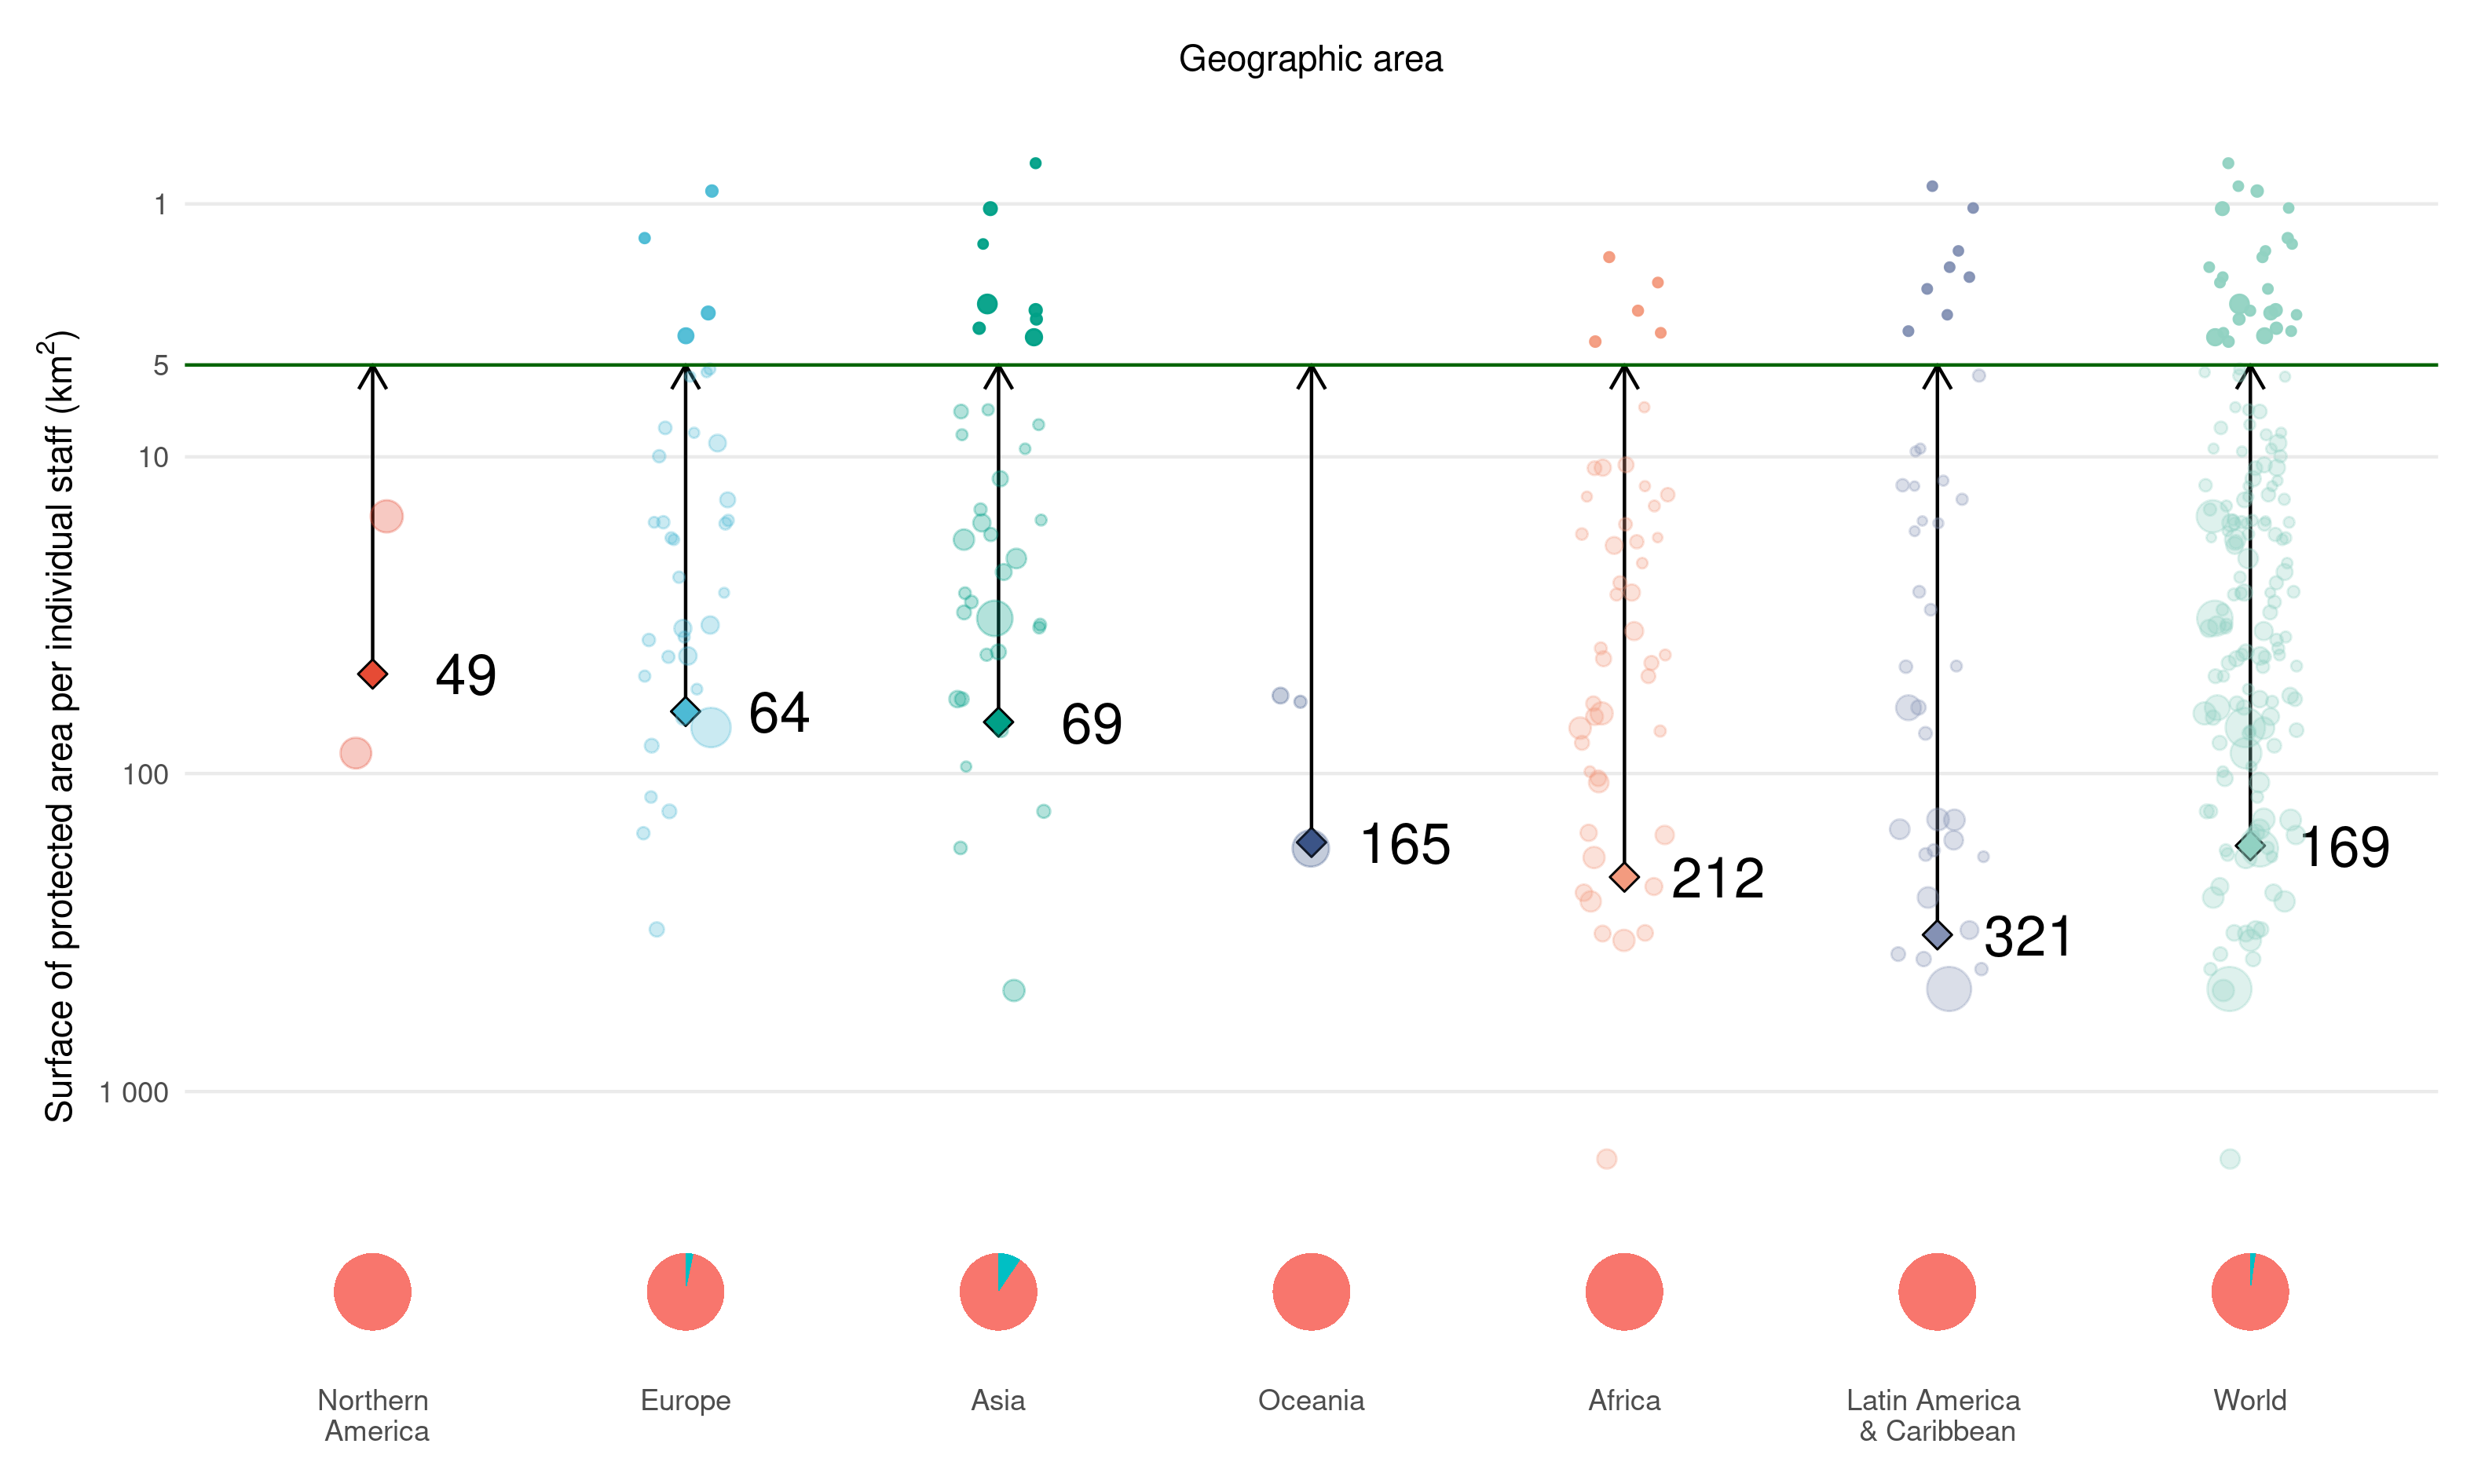 Geographic area
Surface of protected area per individual staff (km²)
1
5
10
100
1 000
49
64
69
165
212
321
169
Northern
America
Europe
Asia
Oceania
Africa
Latin America
& Caribbean
World